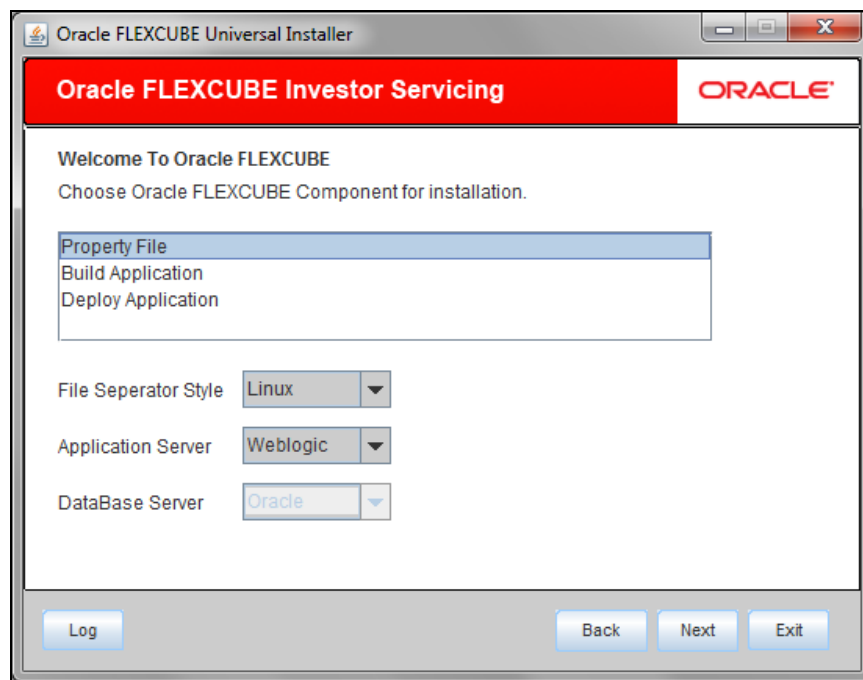 Oracle FLEXCUBE Universal Installer
Oracle FLEXCUBE Investor Servicing
ORACLE
Welcome To Oracle FLEXCUBE
Choose Oracle FLEXCUBE Component for installation.
Property File
Build Application
Deploy Application
File Seperator Style Linux
Application Server Weblogic
DataBase Server Oracle
Log Back Next Exit